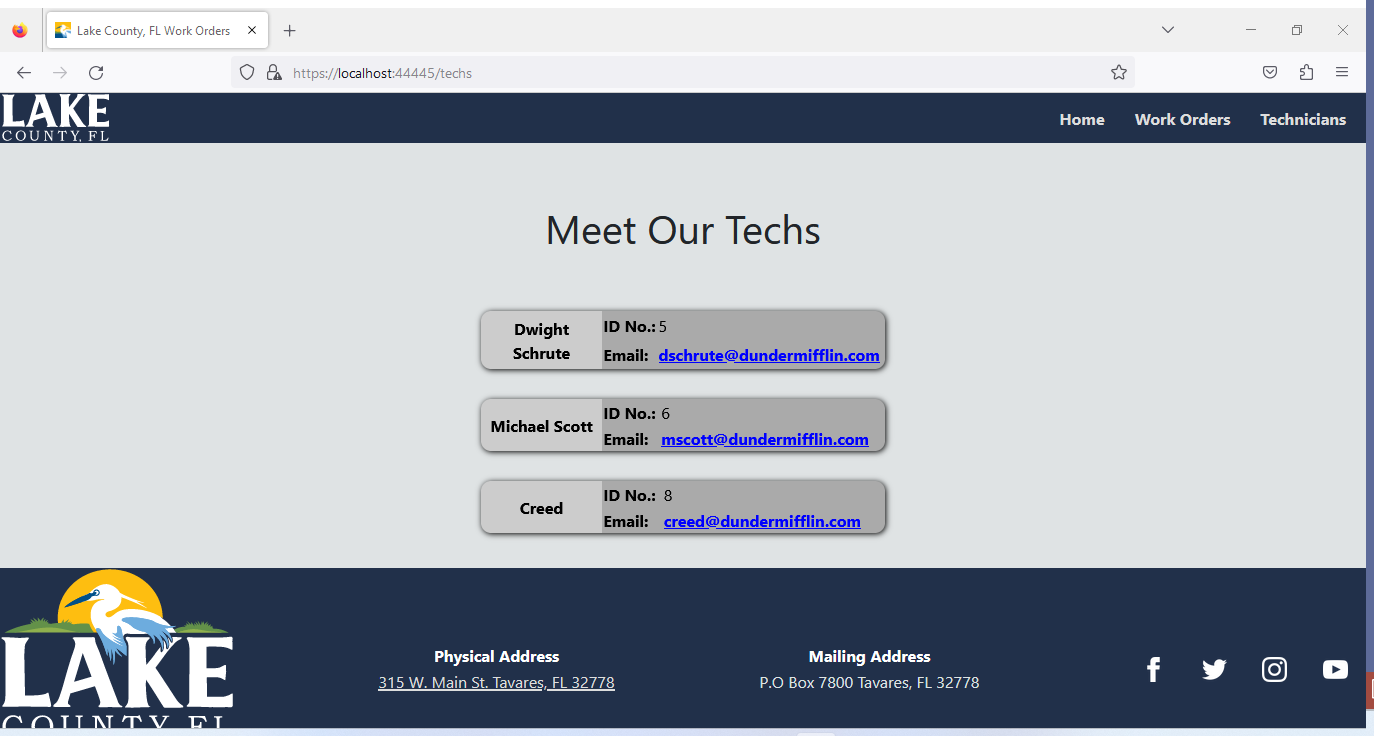 Lake County, FL Work Orders
https://localhost:44445/techs
LAKE
COUNTY, FL
Home Work Orders Technicians
Meet Our Techs
Dwight
Schrute
ID No.: 5
Email: dschrute@dundermifflin.com
Michael Scott
ID No.: 6
Email: mscott@dundermifflin.com
Creed
ID No.: 8
Email: creed@dundermifflin.com
LAKE
COUNTY, FL
Physical Address
315 W. Main St. Tavares, FL 32778
Mailing Address
P.O Box 7800 Tavares, FL 32778